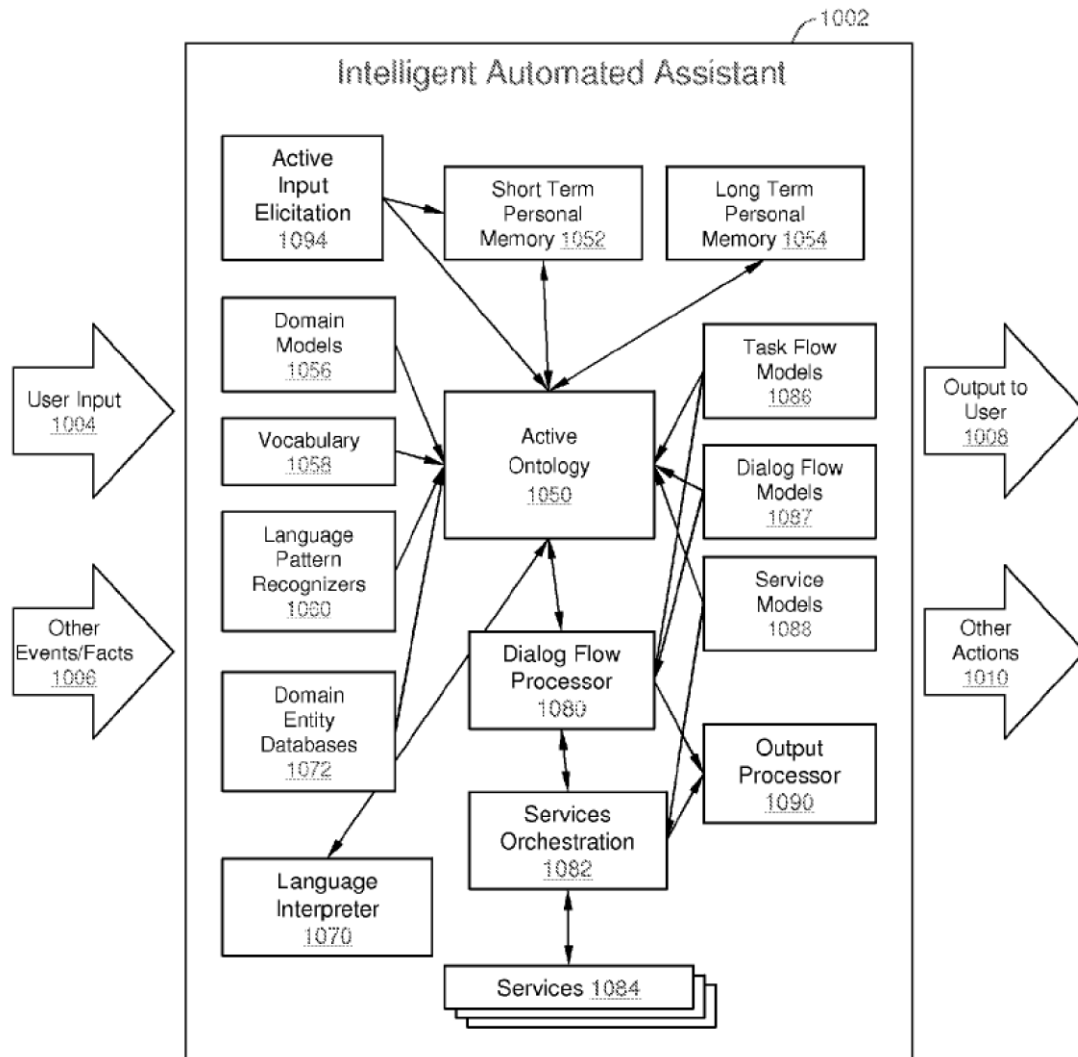 1002
Intelligent Automated Assistant
Active
Input
Elicitation
1094
Short Term
Personal
Memory 1052
Long Term
Personal
Memory 1054
Domain
Models
1056
Vocabulary
1058
Language
Pattern
Recognizers
1060
Domain
Entity
Databases
1072
Language
Interpreter
1070
User Input
1004
Other
Events/Facts
1006
Active
Ontology
1050
Dialog Flow
Processor
1080
Services
Orchestration
1082
Services 1084
Task Flow
Models
1086
Dialog Flow
Models
1087
Service
Models
1088
Output
Processor
1090
Output to
User
1008
Other
Actions
1010